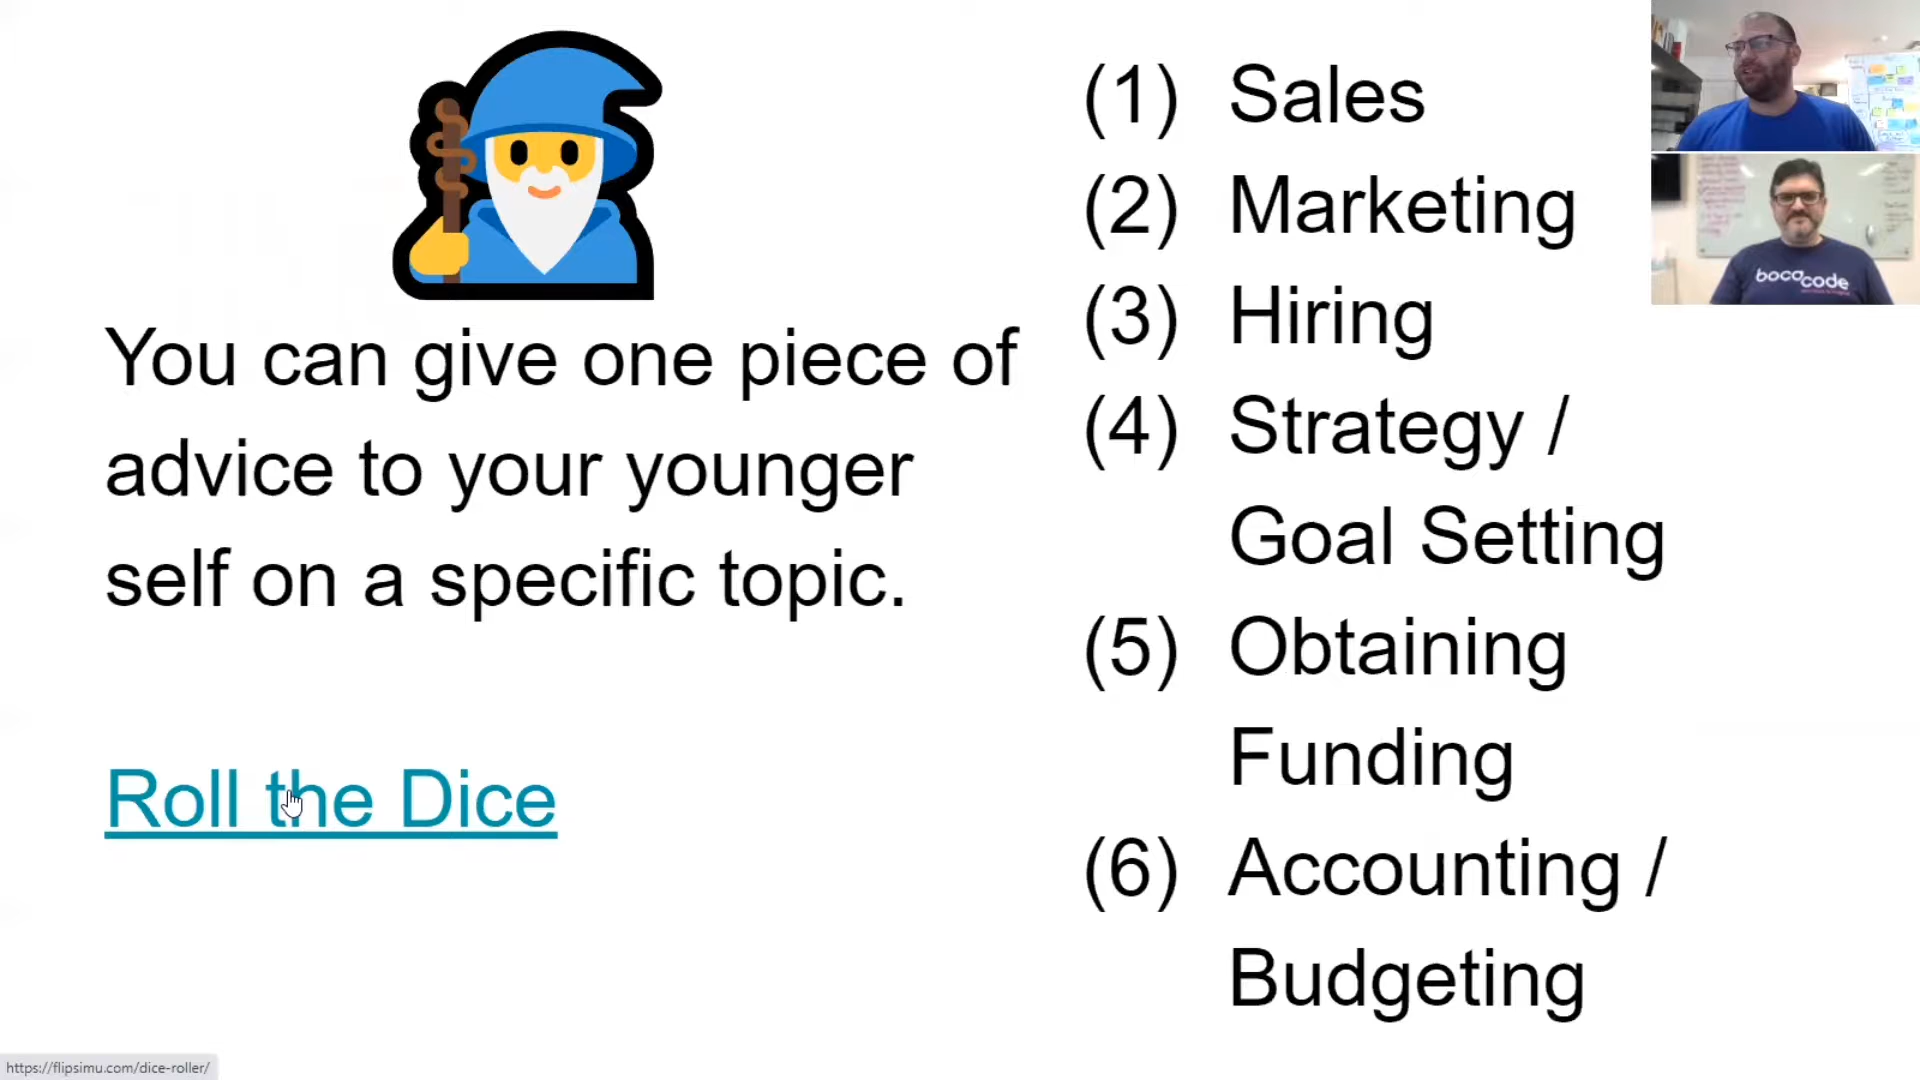 You can give one piece of
advice to your younger
self on a specific topic.
Roll the Dice
(1) Sales
(2) Marketing
(3) Hiring
(4) Strategy /
Goal Setting
(5) Obtaining
Funding
(6) Accounting /
Budgeting
bocacode
https://flipsimu.com/dice-roller/